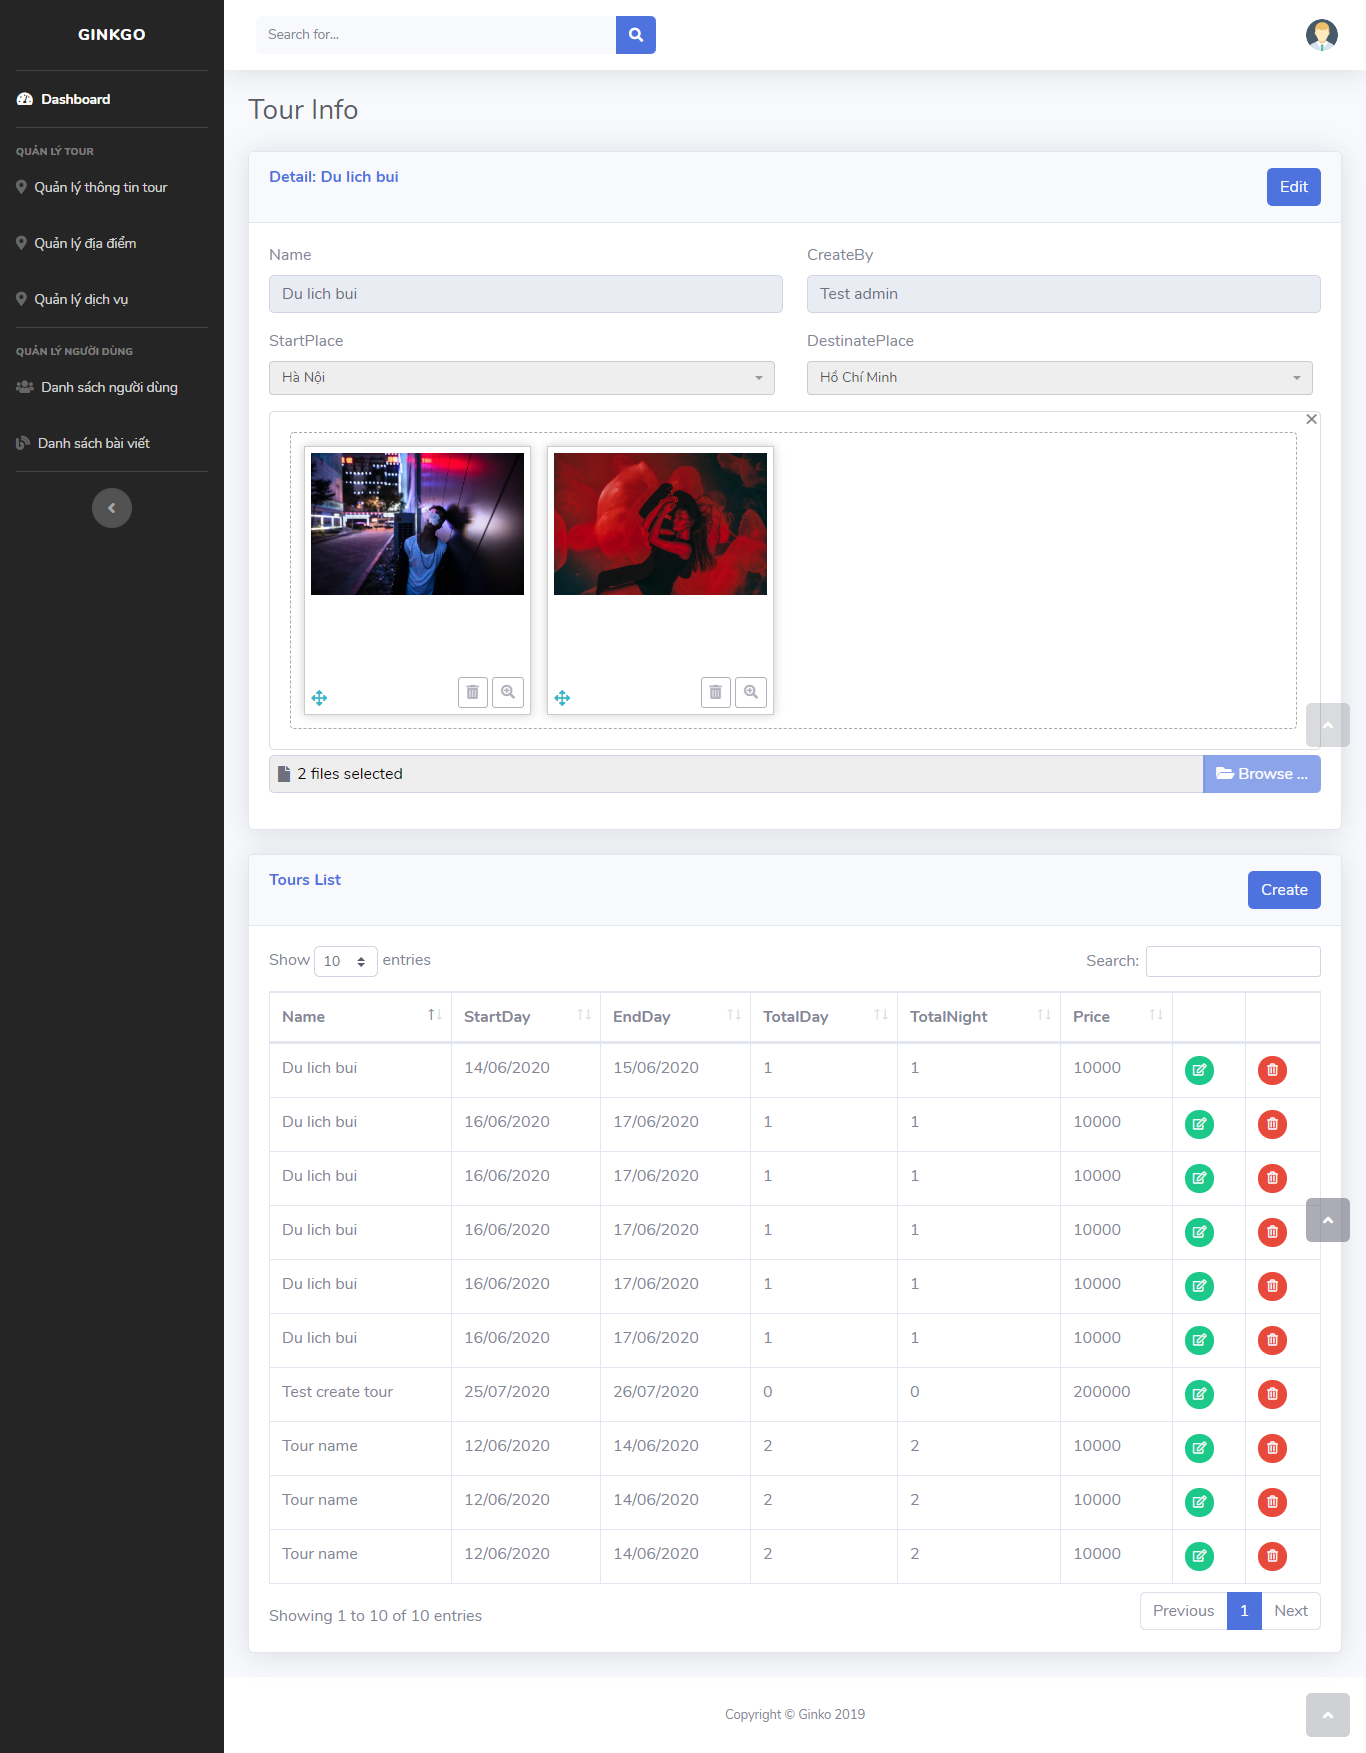 GINKGO
Search for...
Dashboard
QUẢN LÝ TOUR
Quản lý thông tin tour
Quản lý địa điểm
Quản lý dịch vụ
QUẢN LÝ NGƯỜI DÙNG
Danh sách người dùng
Danh sách bài viết
Tour Info
Detail: Du lich bui
Edit
Name
CreateBy
Du lich bui
Test admin
StartPlace
DestinatePlace
Hà Nội
Hồ Chí Minh
2 files selected
Browse ...
Tours List
Create
Show 10 entries
Search:
Name StartDay EndDay TotalDay TotalNight Price
Du lich bui 14/06/2020 15/06/2020 1 1 10000
Du lich bui 16/06/2020 17/06/2020 1 1 10000
Du lich bui 16/06/2020 17/06/2020 1 1 10000
Du lich bui 16/06/2020 17/06/2020 1 1 10000
Du lich bui 16/06/2020 17/06/2020 1 1 10000
Du lich bui 16/06/2020 17/06/2020 1 1 10000
Test create tour 25/07/2020 26/07/2020 0 0 200000
Tour name 12/06/2020 14/06/2020 2 2 10000
Tour name 12/06/2020 14/06/2020 2 2 10000
Tour name 12/06/2020 14/06/2020 2 2 10000
Showing 1 to 10 of 10 entries
Previous 1 Next
Copyright © Ginko 2019